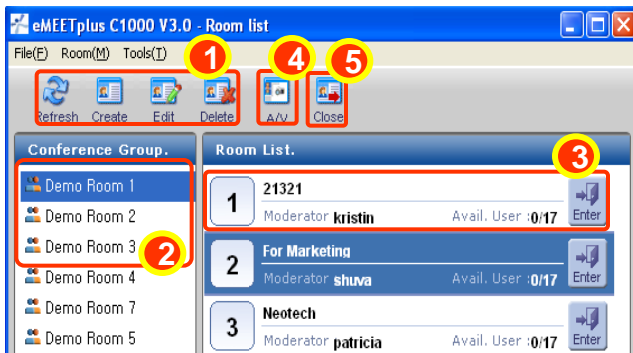 eMEETplus C1000 V3.0 - Room list
File(F) Room(M) Tools(T)
1 4 5
Refresh Create Edit Delete A/V Close
Conference Group.
Room List.
Demo Room 1
Demo Room 2
Demo Room 3
2
Demo Room 4
Demo Room 7
Demo Room 5
3
1
21321
Moderator kristin Avail. User :0/17
Enter
2
For Marketing
Moderator shuva Avail. User :0/17
Enter
3
Neotech
Moderator patricia Avail. User :0/17
Enter